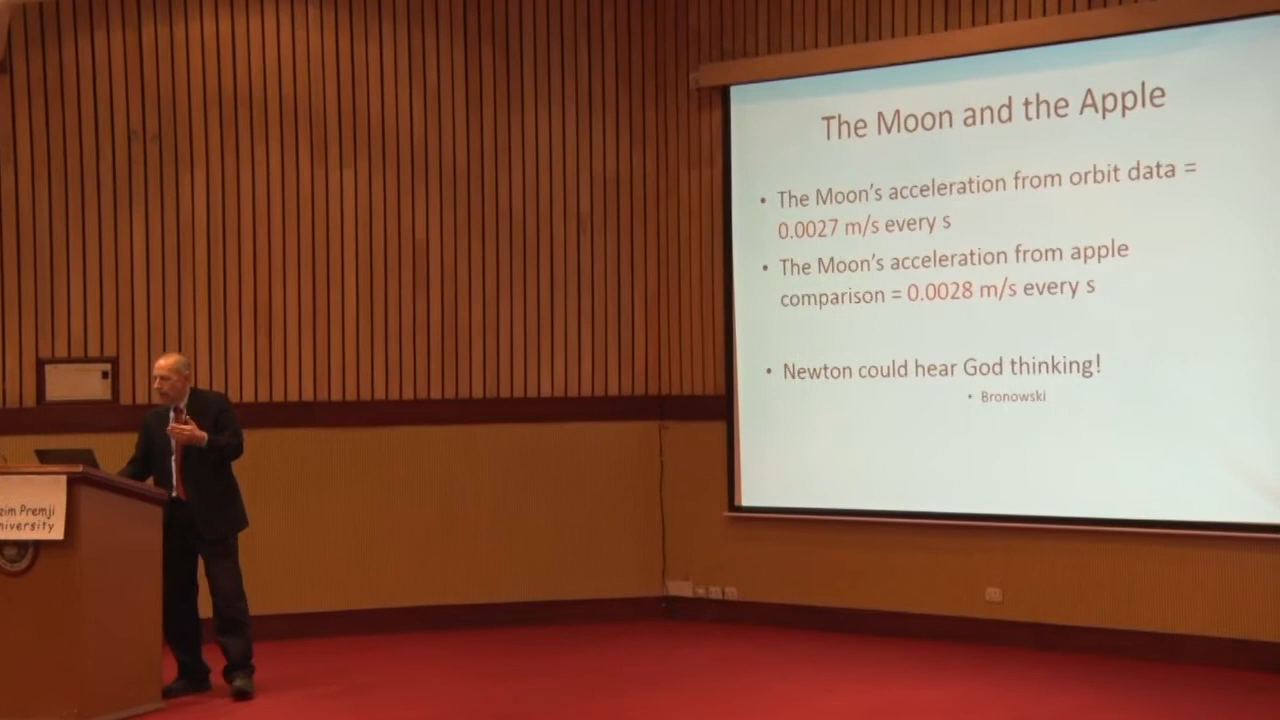 The Moon and the Apple
• The Moon's acceleration from orbit data =
0.0027 m/s every s
• The Moon's acceleration from apple
comparison = 0.0028 m/s every s
• Newton could hear God thinking!
• Bronowski
zim Premji
niversity